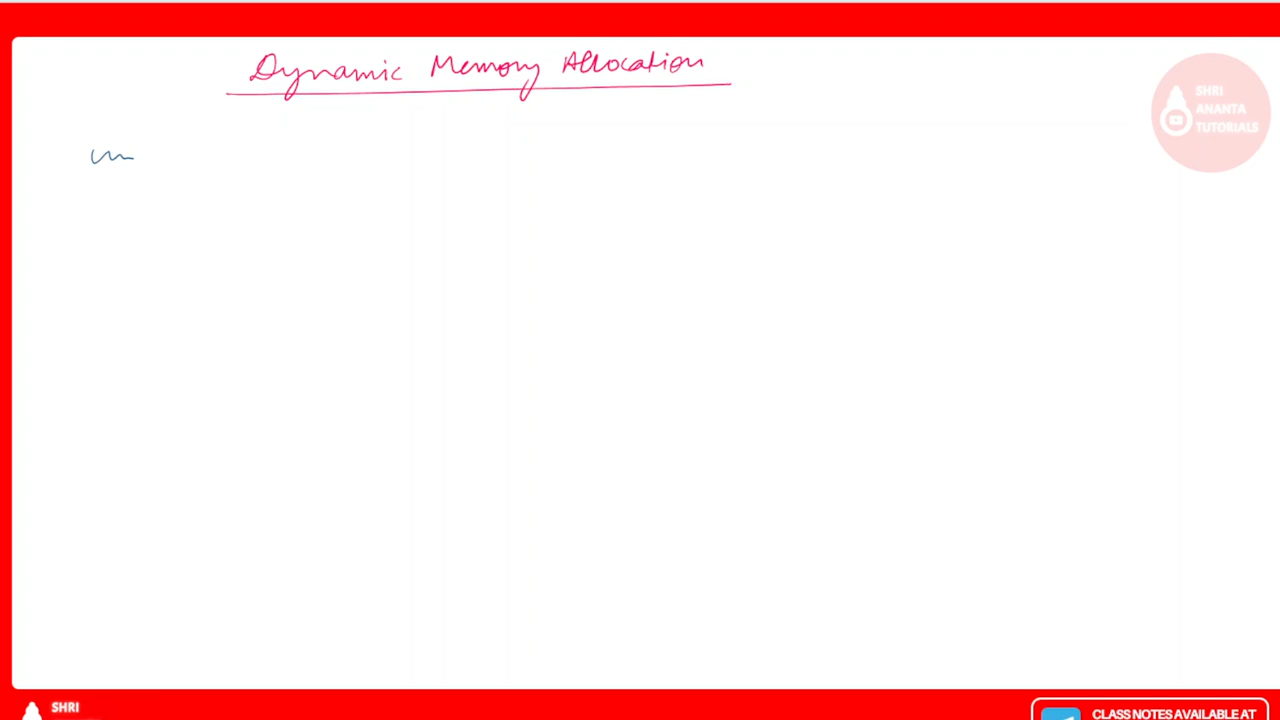 Dynamic Memory Allocation
SHRI
ANANTA
TUTORIALS
SHRI
CLASS NOTES AVAILABLE AT